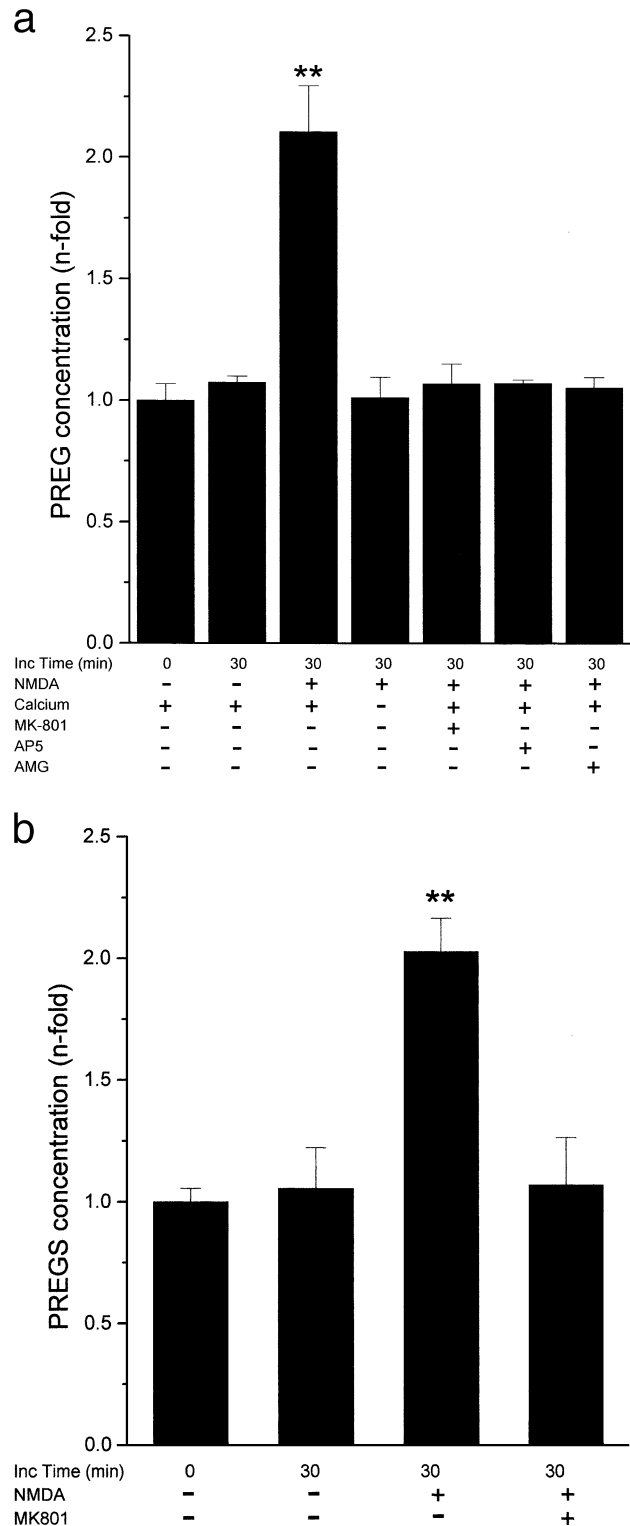 a
2.5
**
2.0
1.5
1.0
0.5
0.0
PREG concentration (n-fold)
Inc Time (min) 0 30 30 30 30 30 30
NMDA - - + + + + +
Calcium + + + - + + +
MK-801 - - - - + - -
AP5 - - - - - + -
AMG - - - - - - +
b
2.5
**
2.0
1.5
1.0
0.5
0.0
PREGS concentration (n-fold)
Inc Time (min) 0 30 30 30
NMDA - - + +
MK801 - - - +